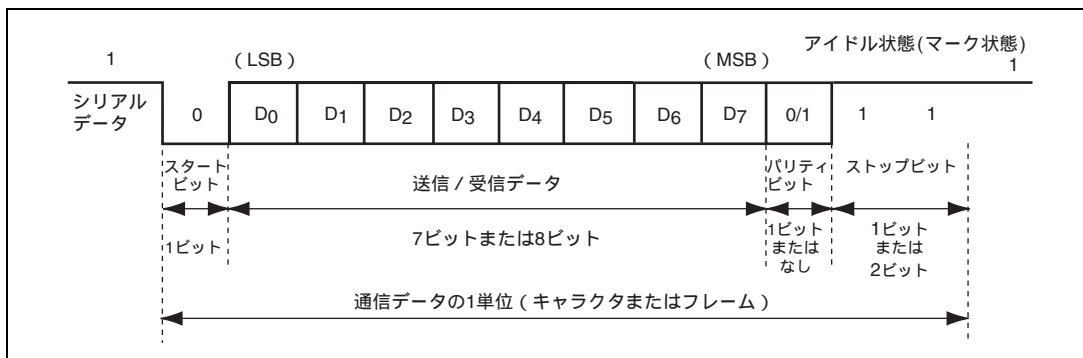 アイドル状態(マーク状態)
1 (LSB) (MSB) 1
シリアル
データ
0 D0 D1 D2 D3 D4 D5 D6 D7 0/1 1 1
スタート
ビット
送信 / 受信データ
パリティ
ビット
ストップビット
1ビット
7ビットまたは8ビット
1ビット
または
なし
1ビット
または
2ビット
通信データの1単位(キャラクタまたはフレーム)